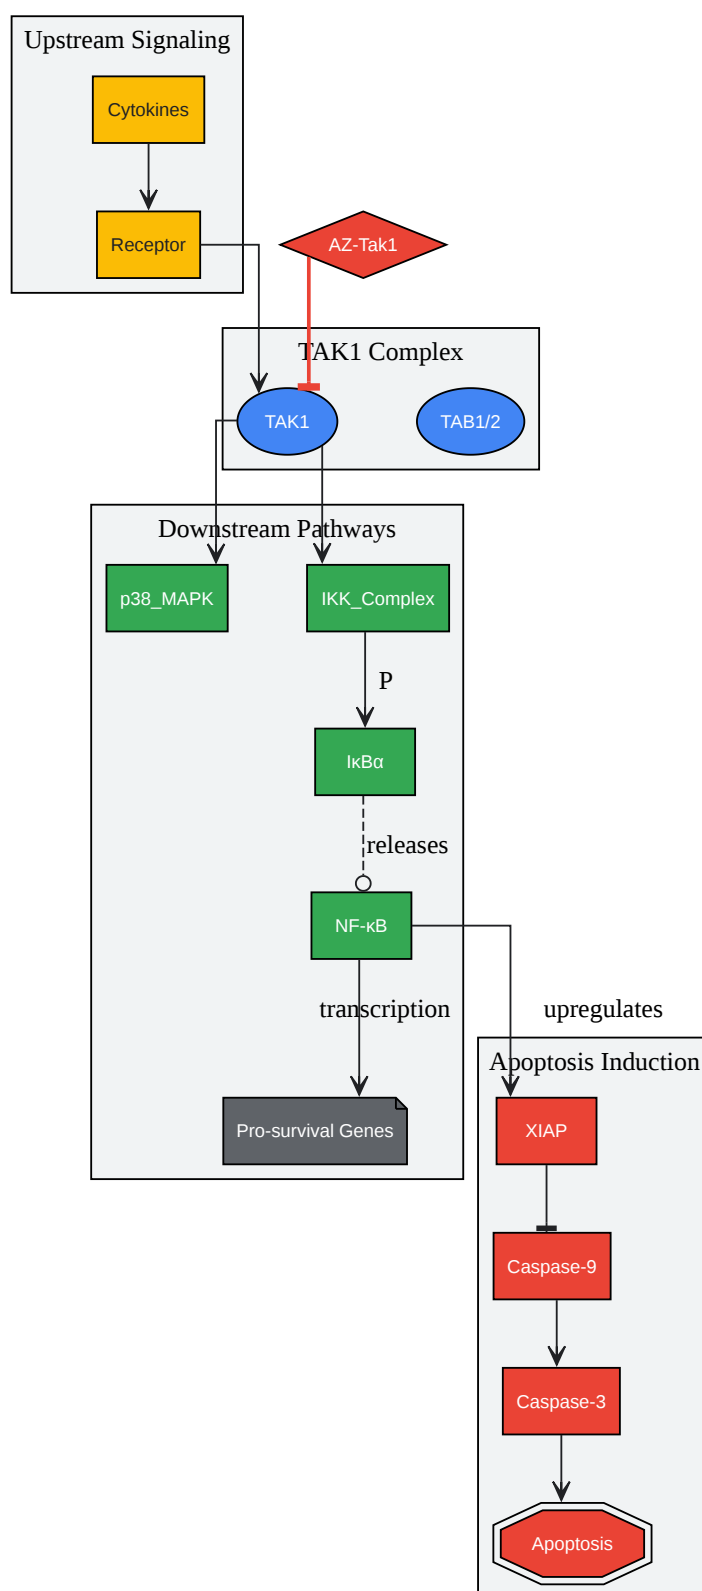 Upstream Signaling
Cytokines
Receptor
AZ-Tak1
TAK1 Complex
TAK1
TAB1/2
Downstream Pathways
p38_MAPK
IKK_Complex
P
IκBα
releases
NF-κB
transcription
upregulates
Apoptosis Induction
Pro-survival Genes
XIAP
Caspase-9
Caspase-3
Apoptosis